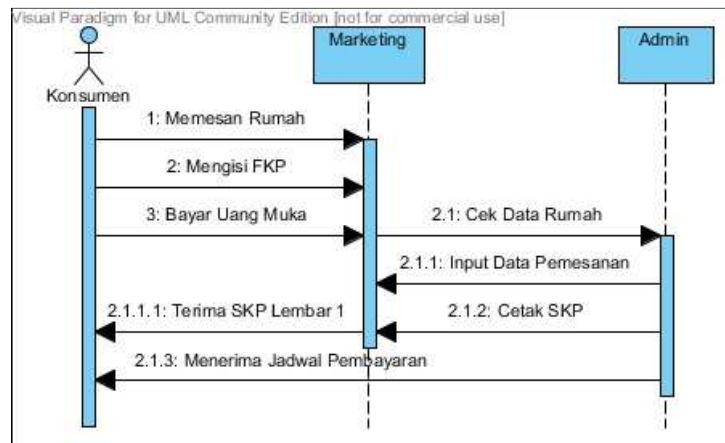 Visual Paradigm for UML Community Edition [not for commercial use]
Marketing
Admin
Konsumen
1: Memesan Rumah
2: Mengisi FKP
3: Bayar Uang Muka
2.1: Cek Data Rumah
2.1.1: Input Data Pemesanan
2.1.1.1: Terima SKP Lembar 1
2.1.2: Cetak SKP
2.1.3: Menerima Jadwal Pembayaran